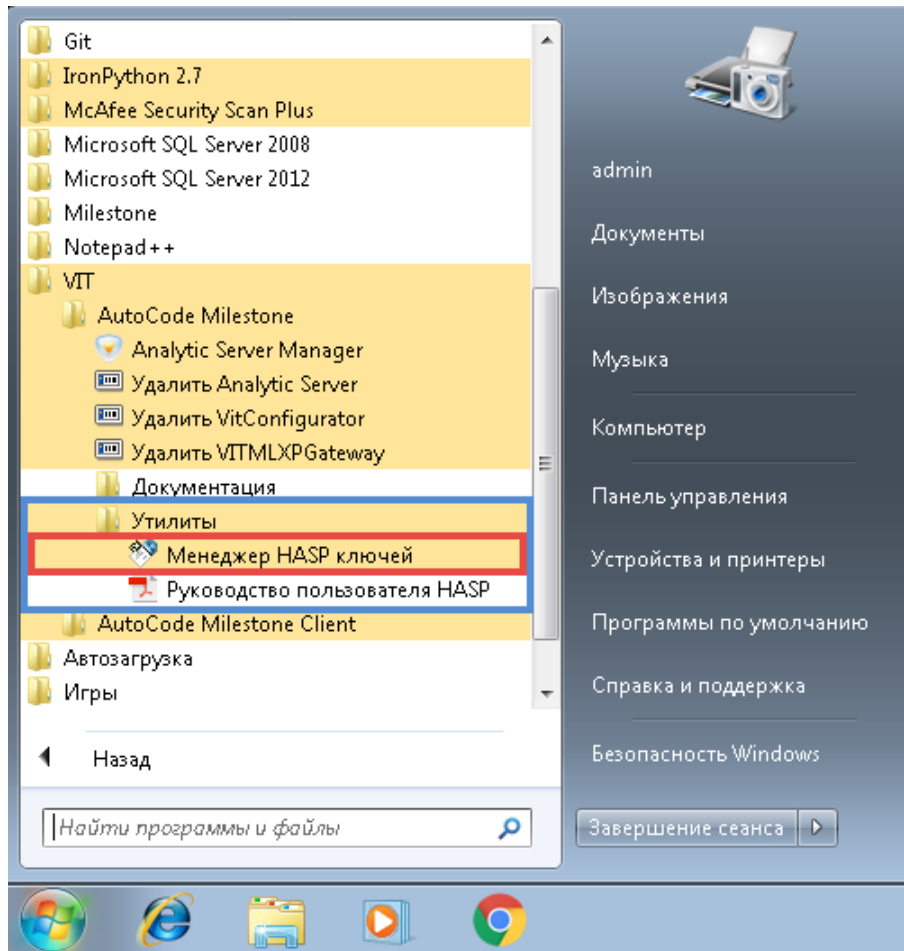 Git
IronPython 2.7
McAfee Security Scan Plus
Microsoft SQL Server 2008
Microsoft SQL Server 2012
Milestone
Notepad++
VIT
AutoCode Milestone
Analytic Server Manager
Удалить Analytic Server
Удалить VitConfigurator
Удалить VITMLXPGateway
Документация
Утилиты
Менеджер HASP ключей
Руководство пользователя HASP
AutoCode Milestone Client
Автозагрузка
Игры
Назад
Найти программы и файлы
admin
Документы
Изображения
Музыка
Компьютер
Панель управления
Устройства и принтеры
Программы по умолчанию
Справка и поддержка
Безопасность Windows
Завершение сеанса